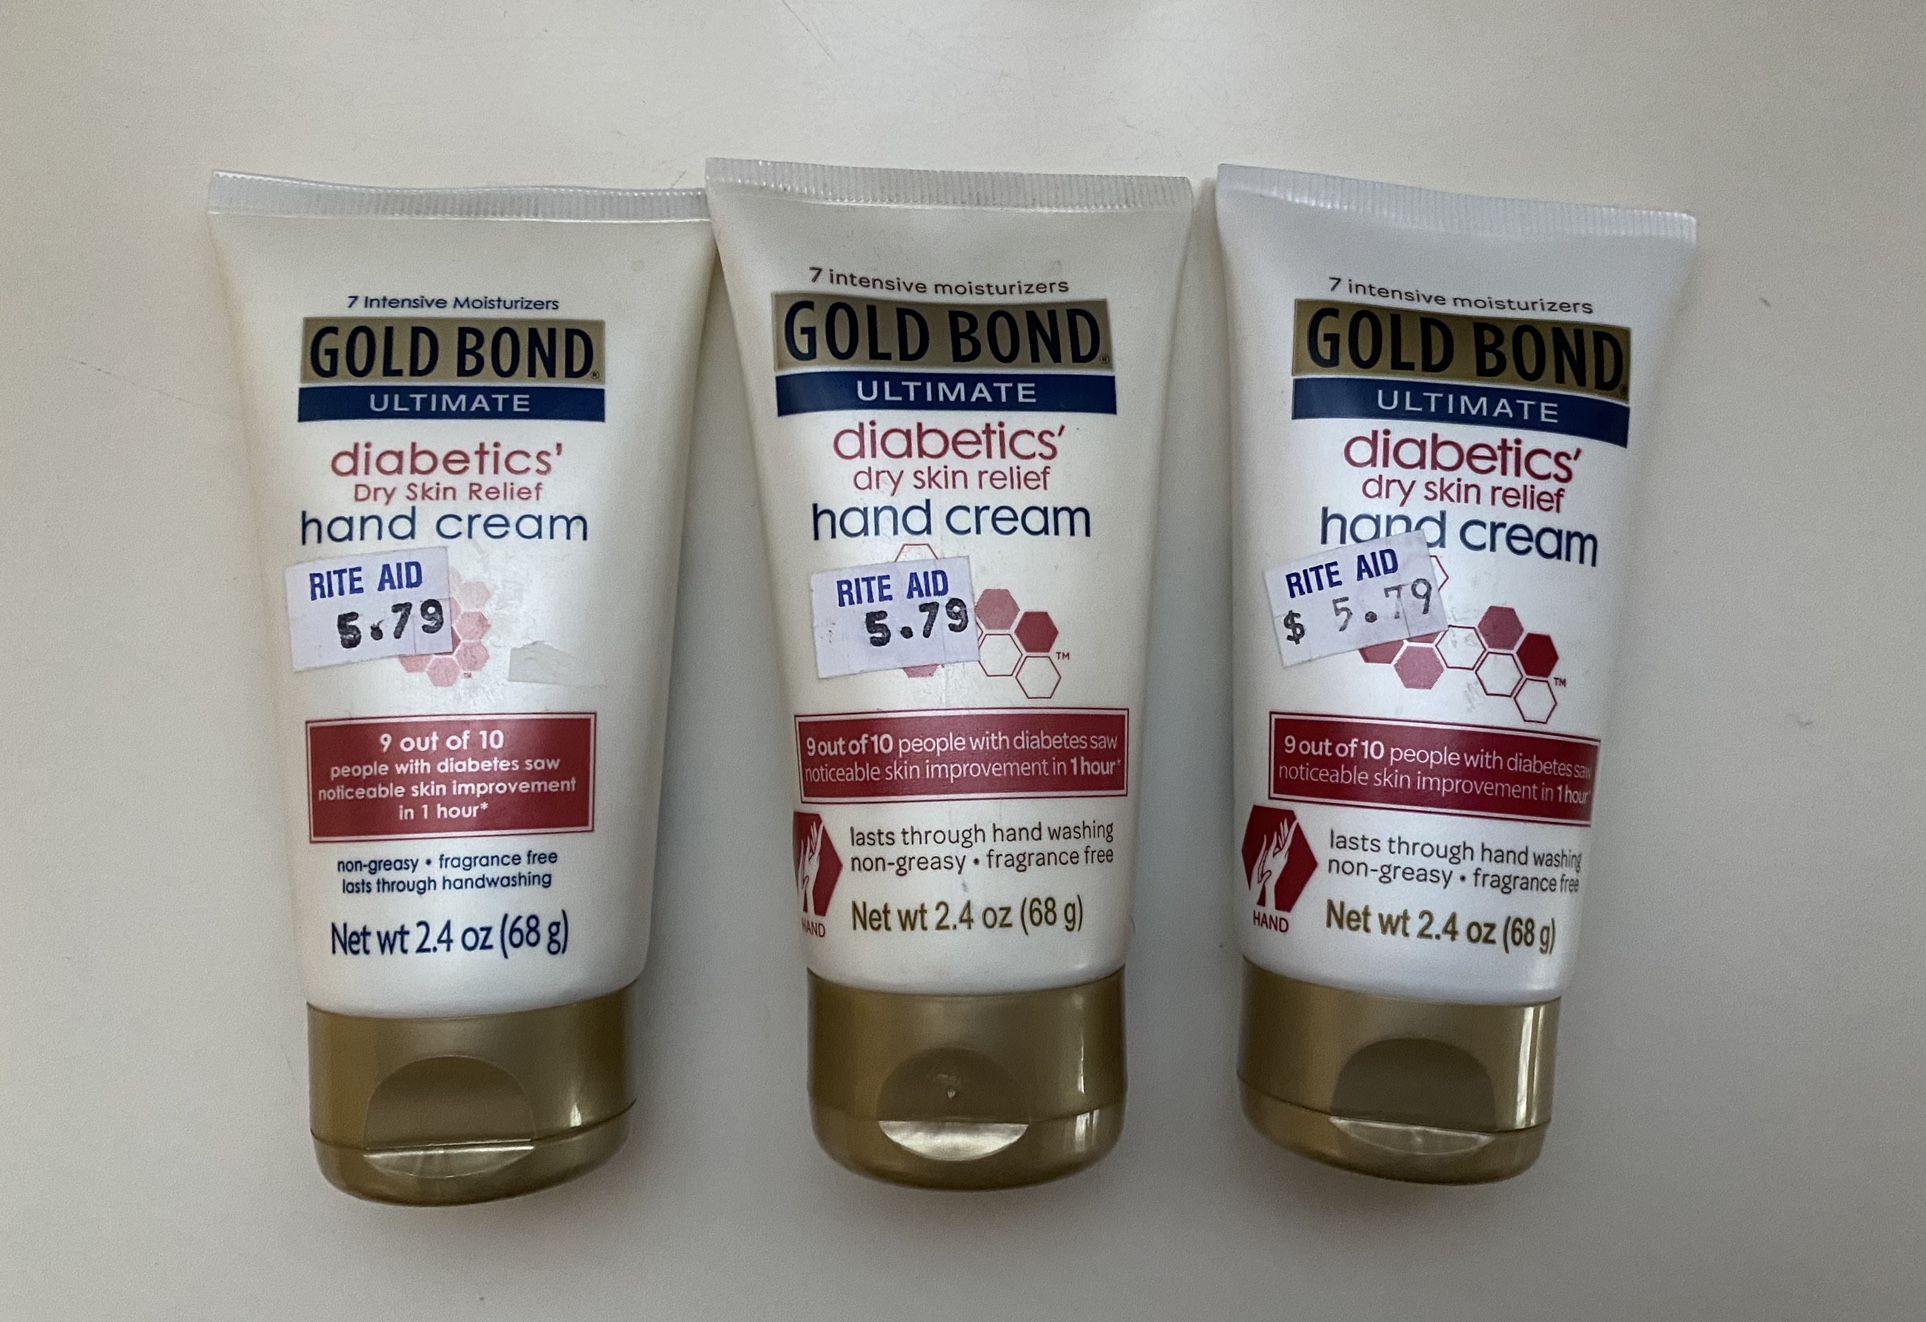 7 Intensive Moisturizers
GOLD BOND®
ULTIMATE
diabetics'
Dry Skin Relief
hand cream
RITE AID
5.79
TM
9 out of 10
people with diabetes saw
noticeable skin improvement
in 1 hour*
non-greasy • fragrance free
lasts through handwashing
Net wt 2.4 oz (68 g)
7 intensive moisturizers
GOLD BOND®
ULTIMATE
diabetics'
dry skin relief
hand cream
RITE AID
5.79
TM
9 out of 10 people with diabetes saw
noticeable skin improvement in 1 hour*
lasts through hand washing
non-greasy • fragrance free
HAND
Net wt 2.4 oz (68 g)
7 intensive moisturizers
GOLD BOND®
ULTIMATE
diabetics'
dry skin relief
hand cream
RITE AID
$ 5.79
TM
9 out of 10 people with diabetes saw
noticeable skin improvement in 1 hour*
lasts through hand washing
non-greasy • fragrance free
HAND
Net wt 2.4 oz (68 g)